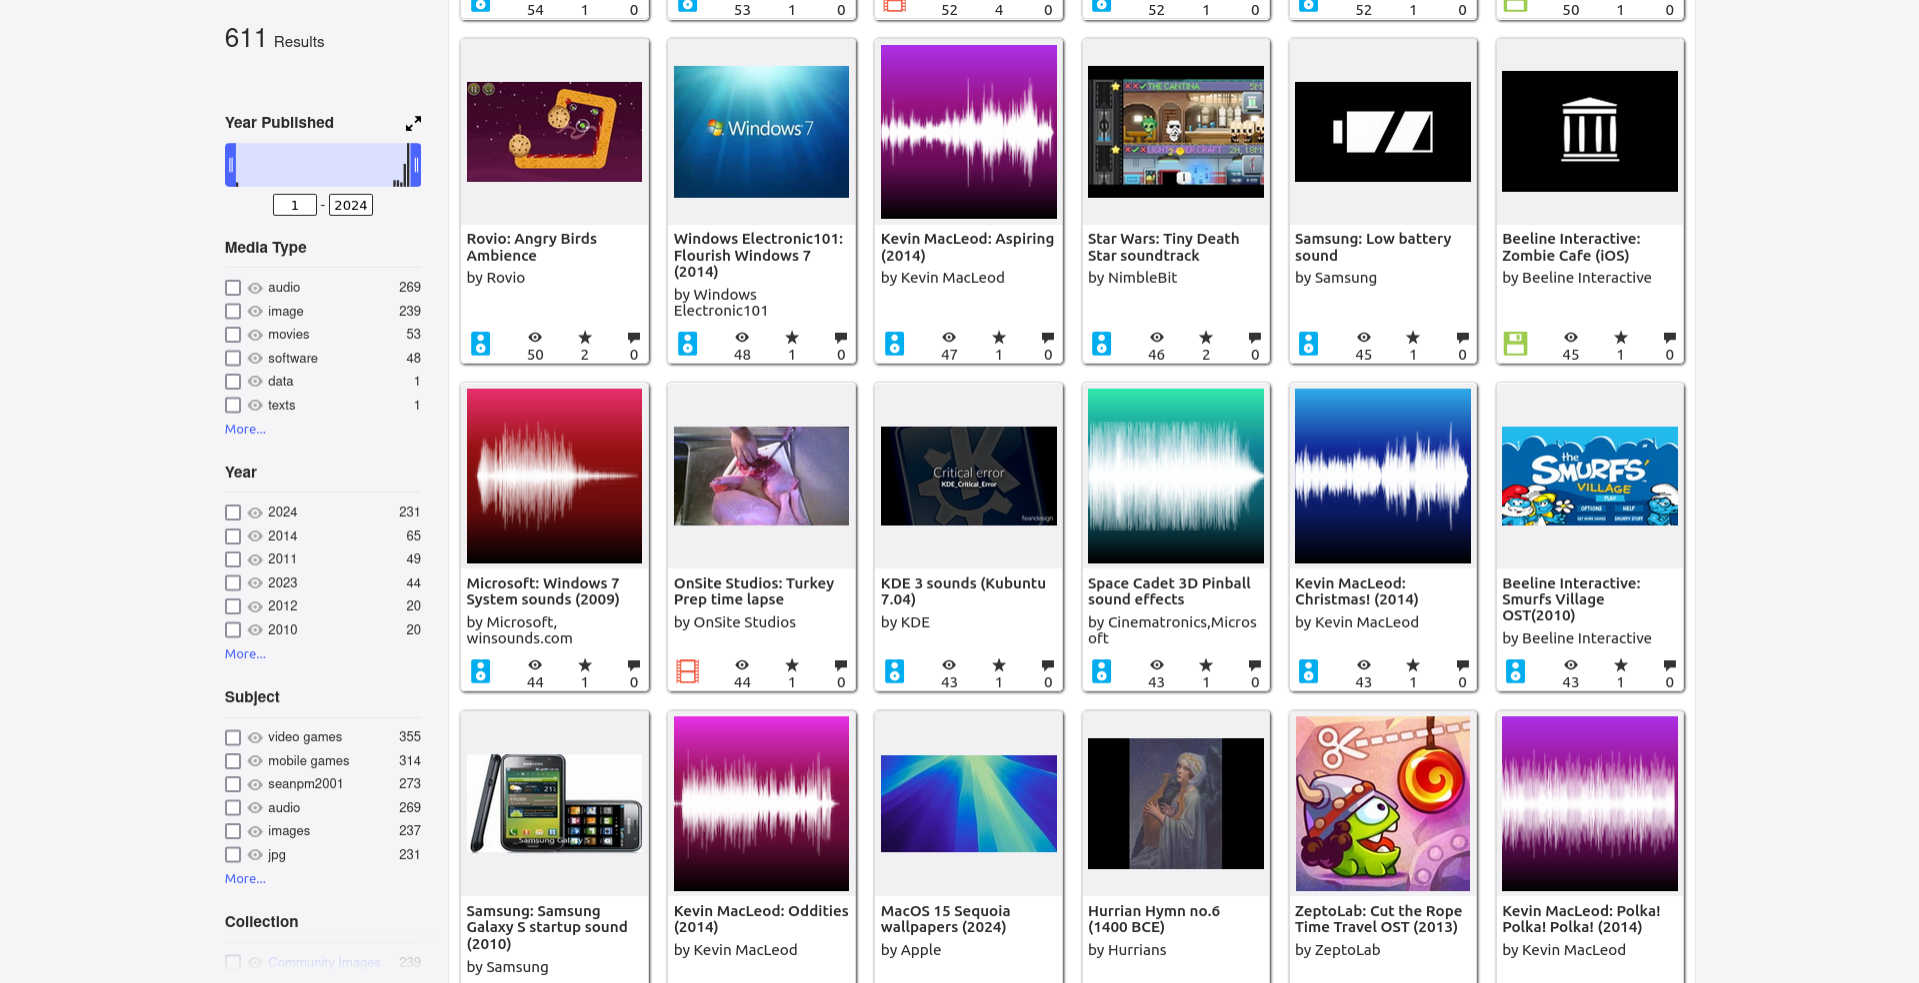 54 1 0
53 1 0
52 4 0
52 1 0
52 1 0
50 1 0
611 Results
Year Published
1 - 2024
Media Type
audio 269
image 239
movies 53
software 48
data 1
texts 1
More...
Year
2024 231
2014 65
2011 49
2023 44
2012 20
2010 20
More...
Subject
video games 355
mobile games 314
seanpm2001 273
audio 269
images 237
jpg 231
More...
Collection
Community Images 239
Rovio: Angry Birds
Ambience
by Rovio
50 2 0
Windows 7
Windows Electronic101:
Flourish Windows 7
(2014)
by Windows
Electronic101
48 1 0
Kevin MacLeod: Aspiring
(2014)
by Kevin MacLeod
47 1 0
THE CANTINA
2H, 18M
Star Wars: Tiny Death
Star soundtrack
by NimbleBit
46 2 0
Samsung: Low battery
sound
by Samsung
45 1 0
Beeline Interactive:
Zombie Cafe (iOS)
by Beeline Interactive
45 1 0
Microsoft: Windows 7
System sounds (2009)
by Microsoft,
winsounds.com
44 1 0
OnSite Studios: Turkey
Prep time lapse
by OnSite Studios
44 1 0
Critical error
KDE_Critical_Error
KDE 3 sounds (Kubuntu
7.04)
by KDE
43 1 0
Space Cadet 3D Pinball
sound effects
by Cinematronics,Micros
oft
43 1 0
Kevin MacLeod:
Christmas! (2014)
by Kevin MacLeod
43 1 0
the
SMURFS'
VILLAGE
PLAY
OPTIONS HELP
Beeline Interactive:
Smurfs Village
OST(2010)
by Beeline Interactive
43 1 0
Samsung Galaxy S
Samsung: Samsung
Galaxy S startup sound
(2010)
by Samsung
Kevin MacLeod: Oddities
(2014)
by Kevin MacLeod
MacOS 15 Sequoia
wallpapers (2024)
by Apple
Hurrian Hymn no.6
(1400 BCE)
by Hurrians
ZeptoLab: Cut the Rope
Time Travel OST (2013)
by ZeptoLab
Kevin MacLeod: Polka!
Polka! Polka! (2014)
by Kevin MacLeod